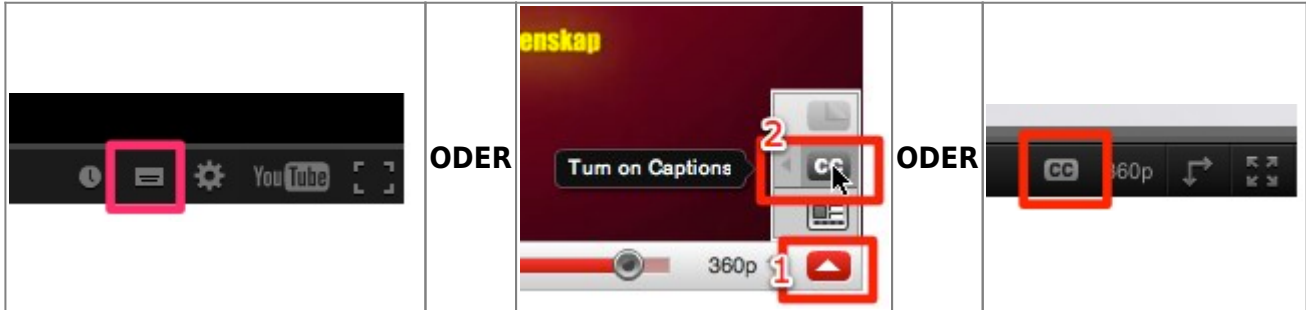 YouTube
ODER
enskap
2
Turn on Captions
CC
360p
1
ODER
CC
360p